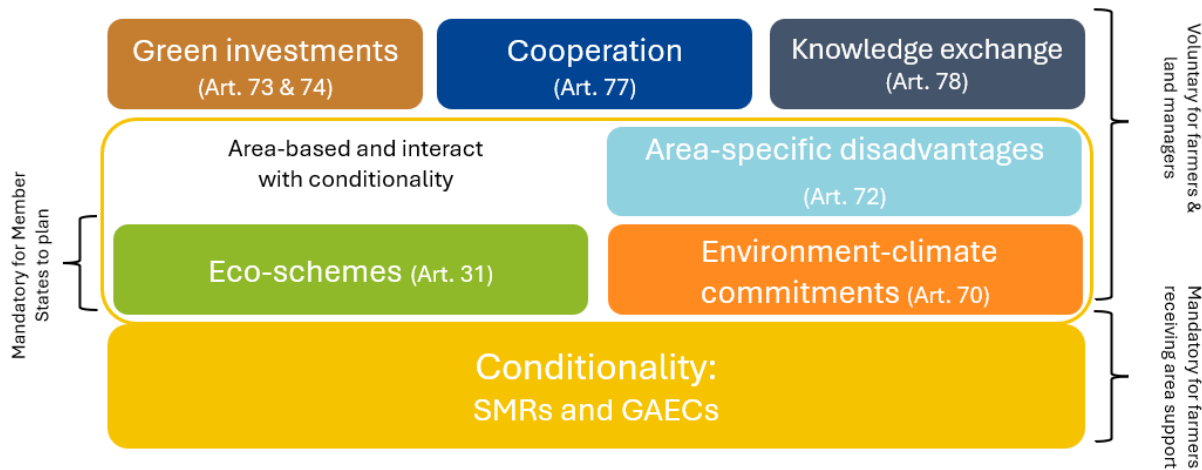 Green investments
(Art. 73 & 74)
Cooperation
(Art. 77)
Knowledge exchange
(Art. 78)
Voluntary for farmers &
land managers
Area-based and interact
with conditionality
Area-specific disadvantages
(Art. 72)
Mandatory for Member
States to plan
Eco-schemes (Art. 31)
Environment-climate
commitments (Art. 70)
Conditionality:
SMRs and GAECs
Mandatory for farmers
receiving area support